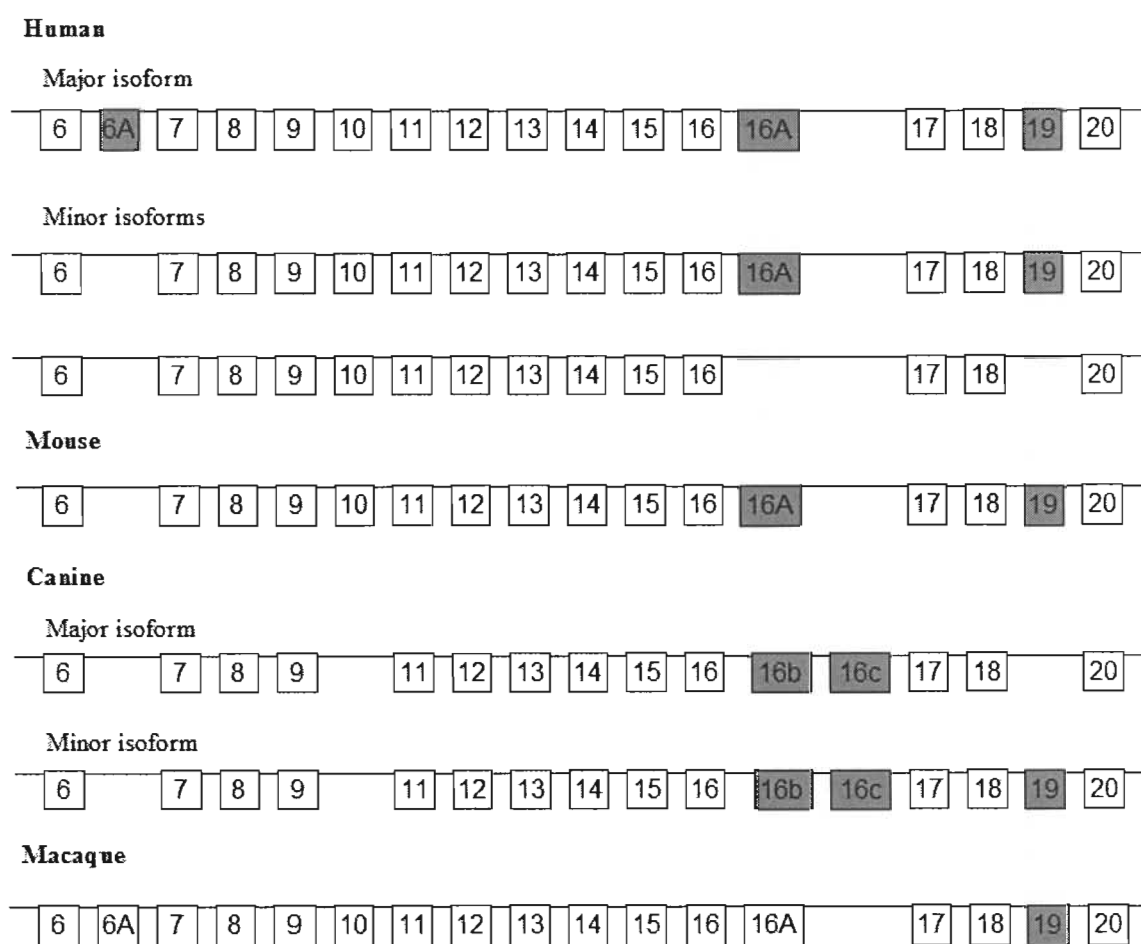 Human
Major isoform
6 6A 7 8 9 10 11 12 13 14 15 16 16A 17 18 19 20
Minor isoforms
6 7 8 9 10 11 12 13 14 15 16 16A 17 18 19 20
6 7 8 9 10 11 12 13 14 15 16 17 18 20
Mouse
6 7 8 9 10 11 12 13 14 15 16 16A 17 18 19 20
Canine
Major isoform
6 7 8 9 11 12 13 14 15 16 16b 16c 17 18 20
Minor isoform
6 7 8 9 11 12 13 14 15 16 16b 16c 17 18 19 20
Macaque
6 6A 7 8 9 10 11 12 13 14 15 16 16A 17 18 19 20